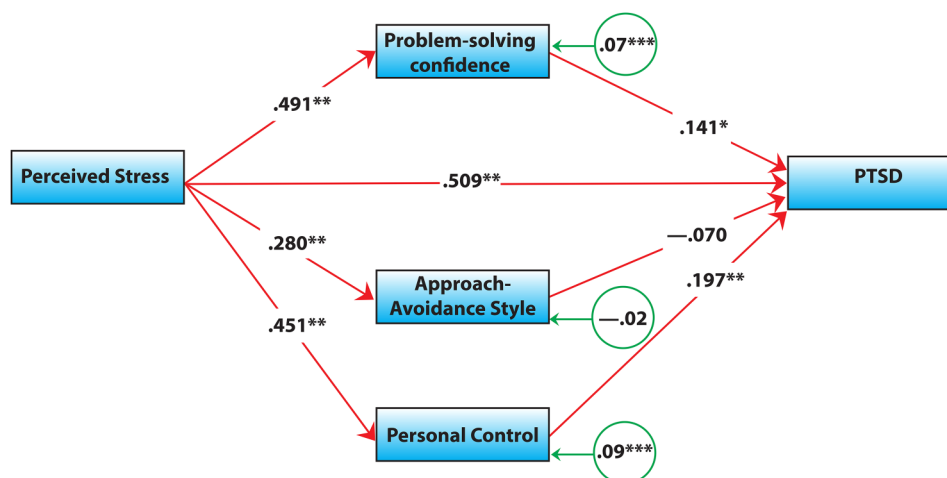 Problem-solving
confidence
.07***
.491**
.141*
Perceived Stress
.509**
PTSD
.280**
—.070
Approach-
Avoidance Style
.197**
—.02
.451**
Personal Control
.09***